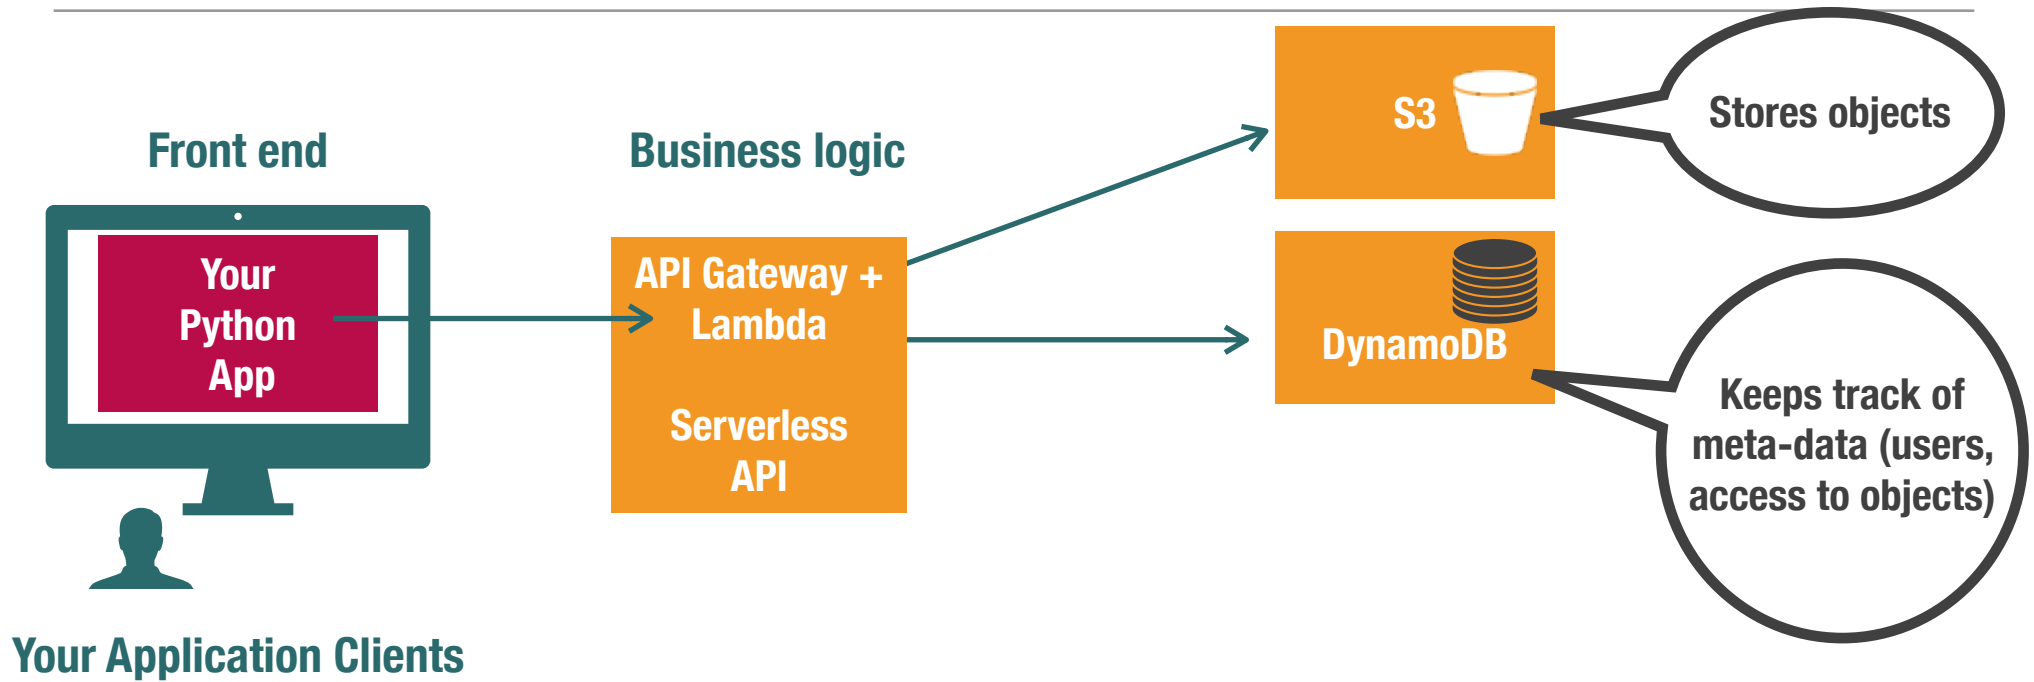 Front end
Your
Python
App
Your Application Clients
Business logic
API Gateway +
Lambda
Serverless
API
S3
Stores objects
DynamoDB
Keeps track of
meta-data (users,
access to objects)